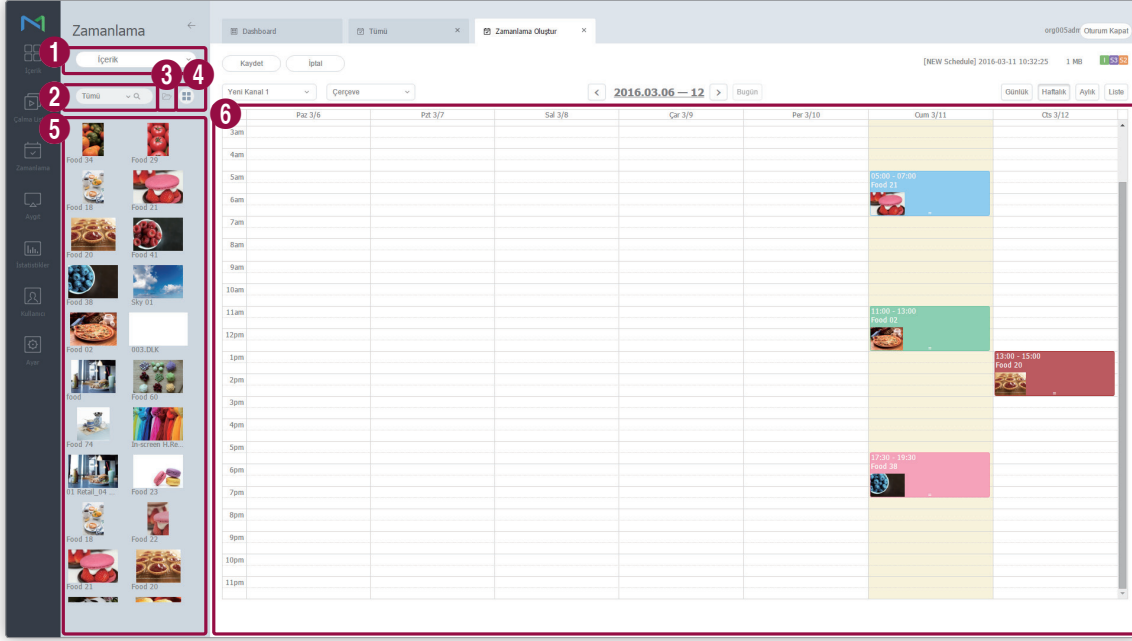 Zamanlama
←
Dashboard
Tümü ×
Zamanlama Oluştur ×
org005adm
Oturum Kapat
İçerik
Çalma Lis
Zamanlama
Aygıt
İstatistikler
Kullanıcı
Ayar
1
İçerik
2
Tümü
3
4
5
6
Kaydet
İptal
[NEW Schedule] 2016-03-11 10:32:25 1 MB I S3 S2
Yeni Kanal 1
Çerçeve
< 2016.03.06 — 12 >
Bugün
Günlük
Haftalık
Aylık
Liste
Paz 3/6
Pzt 3/7
Sal 3/8
Çar 3/9
Per 3/10
Cum 3/11
Cts 3/12
Food 34
Food 29
Food 18
Food 21
Food 20
Food 41
Food 38
Sky 01
Food 02
003.DLK
food
Food 60
Food 74
In-screen H.Re...
01 Retail_04 ...
Food 23
Food 18
Food 22
Food 21
Food 20
3am
4am
5am
6am
7am
8am
9am
10am
11am
12pm
1pm
2pm
3pm
4pm
5pm
6pm
7pm
8pm
9pm
10pm
11pm
05:00 - 07:00
Food 21
11:00 - 13:00
Food 02
13:00 - 15:00
Food 20
17:30 - 19:30
Food 38